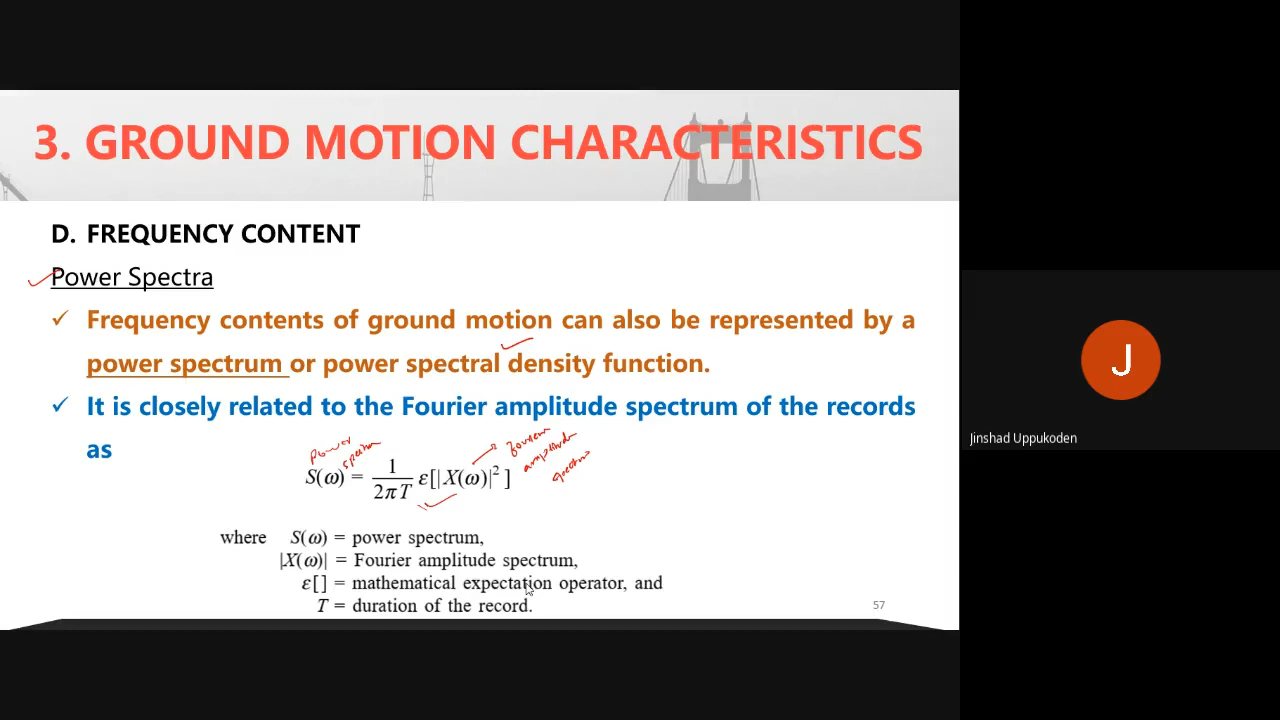 3. GROUND MOTION CHARACTERISTICS
D. FREQUENCY CONTENT
Power Spectra
✓ Frequency contents of ground motion can also be represented by a
power spectrum or power spectral density function.
✓ It is closely related to the Fourier amplitude spectrum of the records
as
Power
spectra
fourier
amplitude
spectrum
S(ω) = 1/2πT ε[|X(ω)|² ]
where S(ω) = power spectrum,
|X(ω)| = Fourier amplitude spectrum,
ε[ ] = mathematical expectation operator, and
T = duration of the record.
57
J
Jinshad Uppukoden